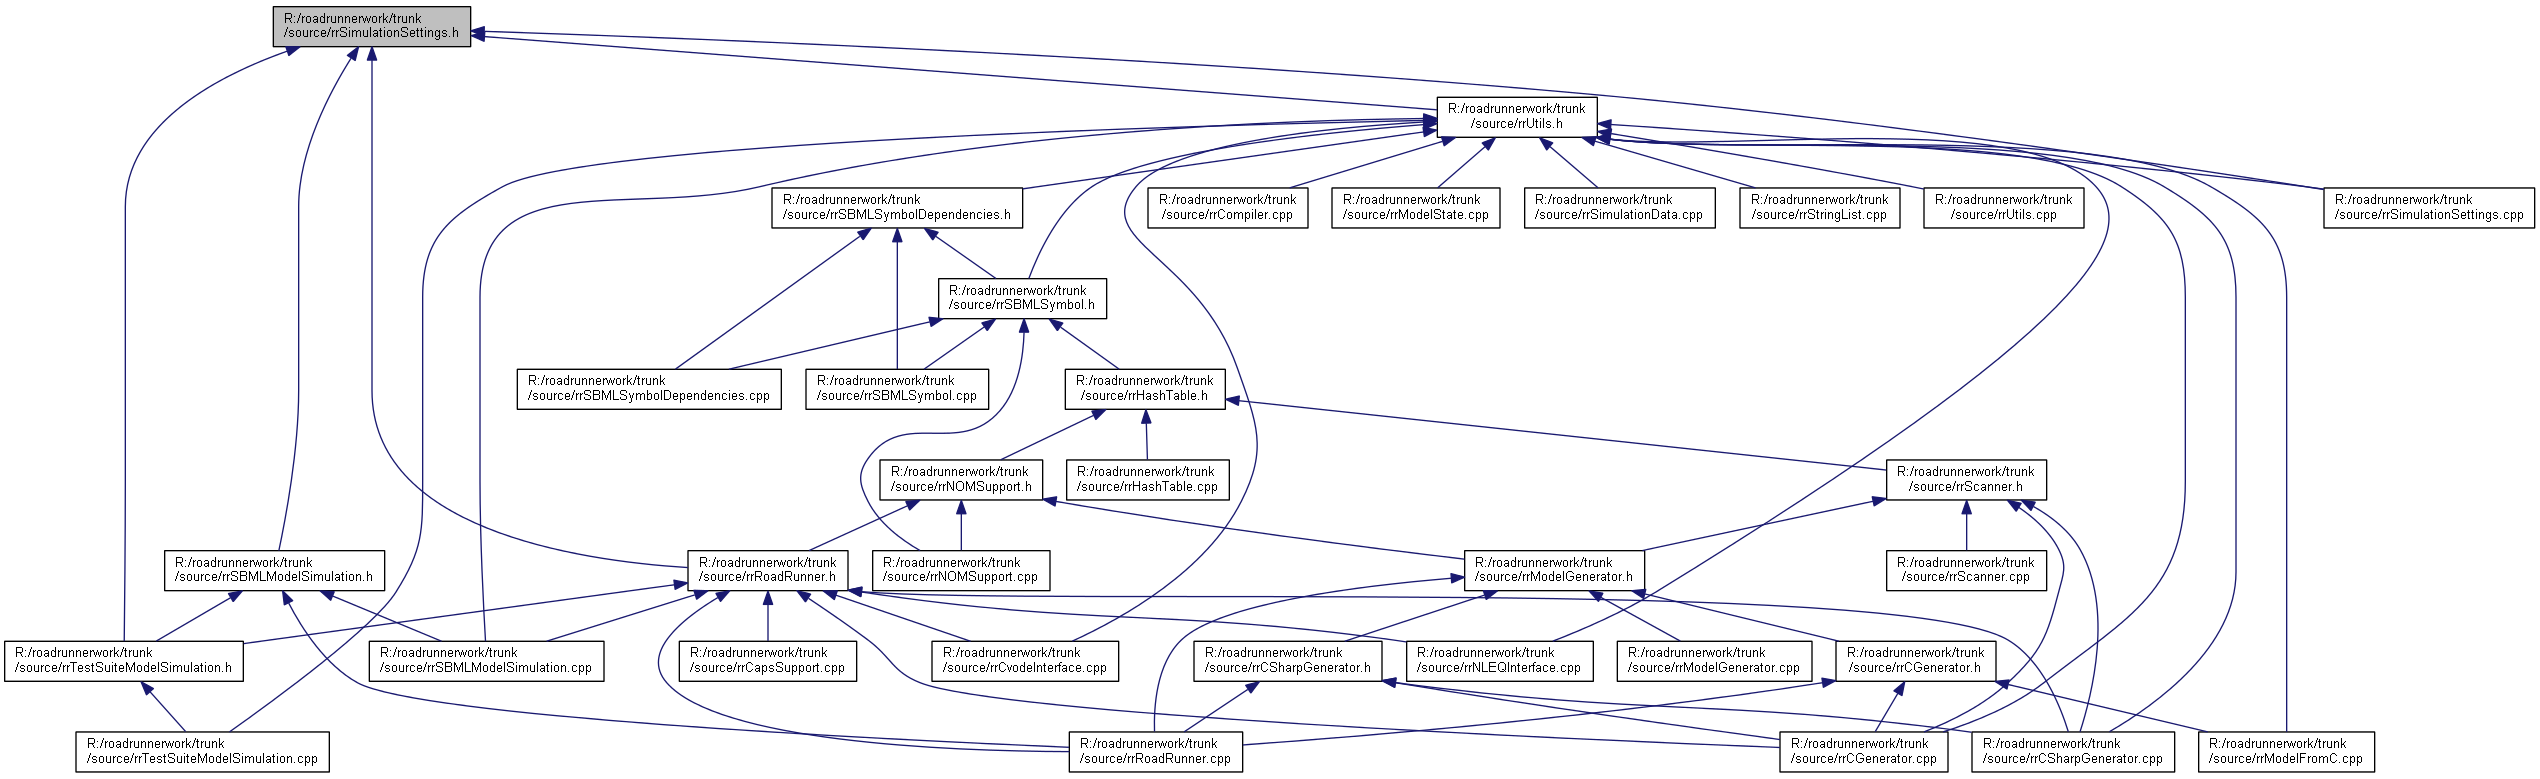 R:/roadrunnerwork/trunk
/source/rrSimulationSettings.h
R:/roadrunnerwork/trunk
/source/rrUtils.h
R:/roadrunnerwork/trunk
/source/rrSBMLSymbolDependencies.h
R:/roadrunnerwork/trunk
/source/rrCompiler.cpp
R:/roadrunnerwork/trunk
/source/rrModelState.cpp
R:/roadrunnerwork/trunk
/source/rrSimulationData.cpp
R:/roadrunnerwork/trunk
/source/rrStringList.cpp
R:/roadrunnerwork/trunk
/source/rrUtils.cpp
R:/roadrunnerwork/trunk
/source/rrSimulationSettings.cpp
R:/roadrunnerwork/trunk
/source/rrSBMLSymbol.h
R:/roadrunnerwork/trunk
/source/rrSBMLSymbolDependencies.cpp
R:/roadrunnerwork/trunk
/source/rrSBMLSymbol.cpp
R:/roadrunnerwork/trunk
/source/rrHashTable.h
R:/roadrunnerwork/trunk
/source/rrNOMSupport.h
R:/roadrunnerwork/trunk
/source/rrHashTable.cpp
R:/roadrunnerwork/trunk
/source/rrScanner.h
R:/roadrunnerwork/trunk
/source/rrSBMLModelSimulation.h
R:/roadrunnerwork/trunk
/source/rrRoadRunner.h
R:/roadrunnerwork/trunk
/source/rrNOMSupport.cpp
R:/roadrunnerwork/trunk
/source/rrModelGenerator.h
R:/roadrunnerwork/trunk
/source/rrScanner.cpp
R:/roadrunnerwork/trunk
/source/rrTestSuiteModelSimulation.h
R:/roadrunnerwork/trunk
/source/rrSBMLModelSimulation.cpp
R:/roadrunnerwork/trunk
/source/rrCapsSupport.cpp
R:/roadrunnerwork/trunk
/source/rrCvodeInterface.cpp
R:/roadrunnerwork/trunk
/source/rrCSharpGenerator.h
R:/roadrunnerwork/trunk
/source/rrNLEQInterface.cpp
R:/roadrunnerwork/trunk
/source/rrModelGenerator.cpp
R:/roadrunnerwork/trunk
/source/rrCGenerator.h
R:/roadrunnerwork/trunk
/source/rrTestSuiteModelSimulation.cpp
R:/roadrunnerwork/trunk
/source/rrRoadRunner.cpp
R:/roadrunnerwork/trunk
/source/rrCGenerator.cpp
R:/roadrunnerwork/trunk
/source/rrCSharpGenerator.cpp
R:/roadrunnerwork/trunk
/source/rrModelFromC.cpp